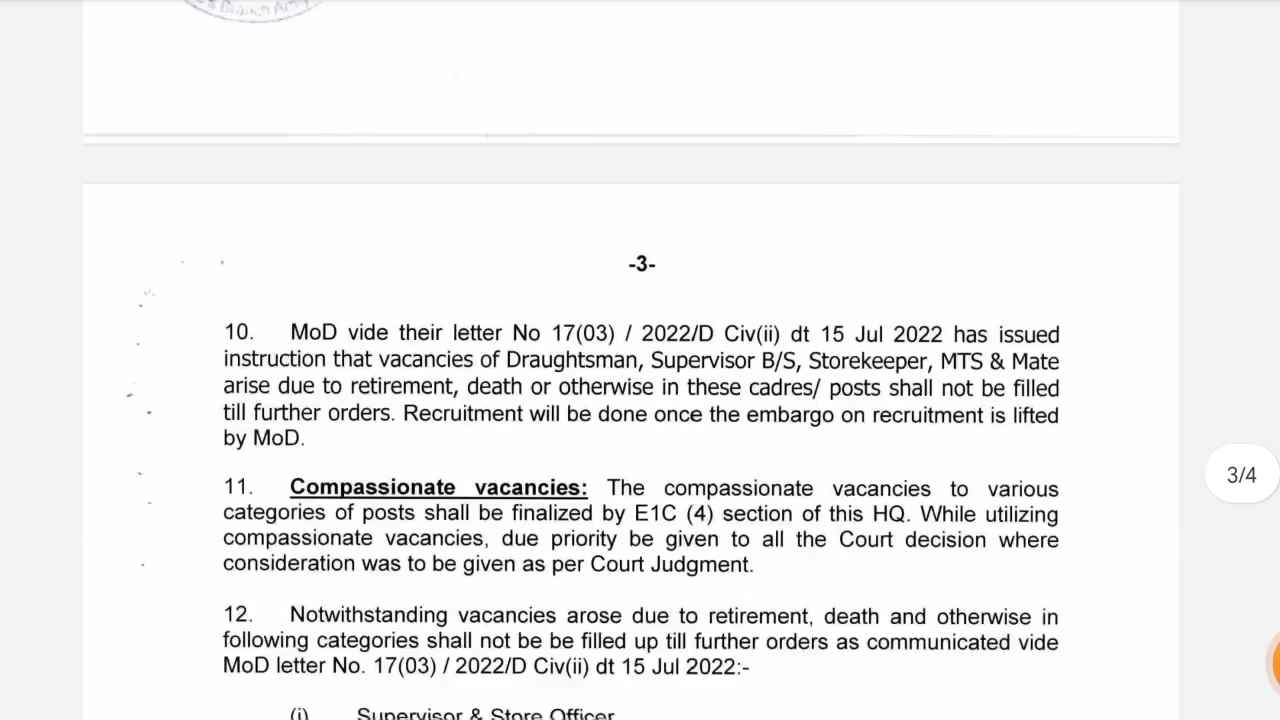 Branch Army
-3-
10. MoD vide their letter No 17(03) / 2022/D Civ(ii) dt 15 Jul 2022 has issued
instruction that vacancies of Draughtsman, Supervisor B/S, Storekeeper, MTS & Mate
arise due to retirement, death or otherwise in these cadres/ posts shall not be filled
till further orders. Recruitment will be done once the embargo on recruitment is lifted
by MoD.
11. Compassionate vacancies: The compassionate vacancies to various
categories of posts shall be finalized by E1C (4) section of this HQ. While utilizing
compassionate vacancies, due priority be given to all the Court decision where
consideration was to be given as per Court Judgment.
12. Notwithstanding vacancies arose due to retirement, death and otherwise in
following categories shall not be be filled up till further orders as communicated vide
MoD letter No. 17(03) / 2022/D Civ(ii) dt 15 Jul 2022:-
(i) Supervisor & Store Officer
3/4